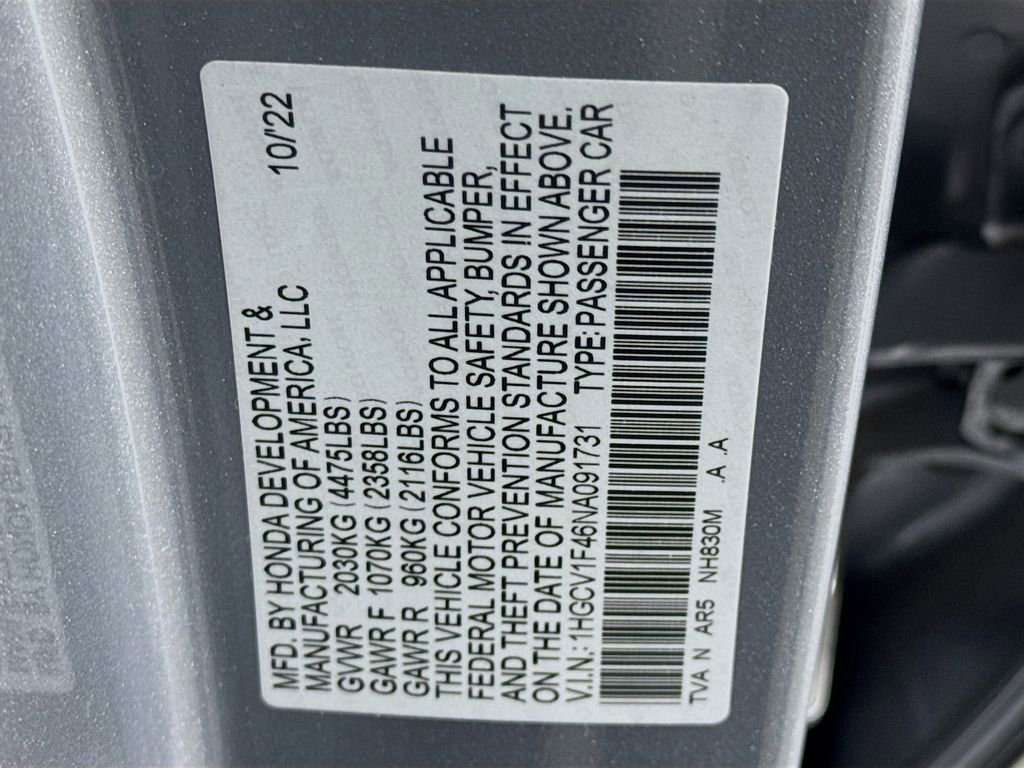 MFD. BY HONDA DEVELOPMENT &
MANUFACTURING OF AMERICA, LLC 10/'22
GVWR 2030KG (4475LBS)
GAWR F 1070KG (2358LBS)
GAWR R 960KG (2116LBS)
THIS VEHICLE CONFORMS TO ALL APPLICABLE
FEDERAL MOTOR VEHICLE SAFETY, BUMPER,
AND THEFT PREVENTION STANDARDS IN EFFECT
ON THE DATE OF MANUFACTURE SHOWN ABOVE.
V.I.N.: 1HGCV1F46NA091731 TYPE: PASSENGER CAR
TVA N AR5 NH830M .A .A